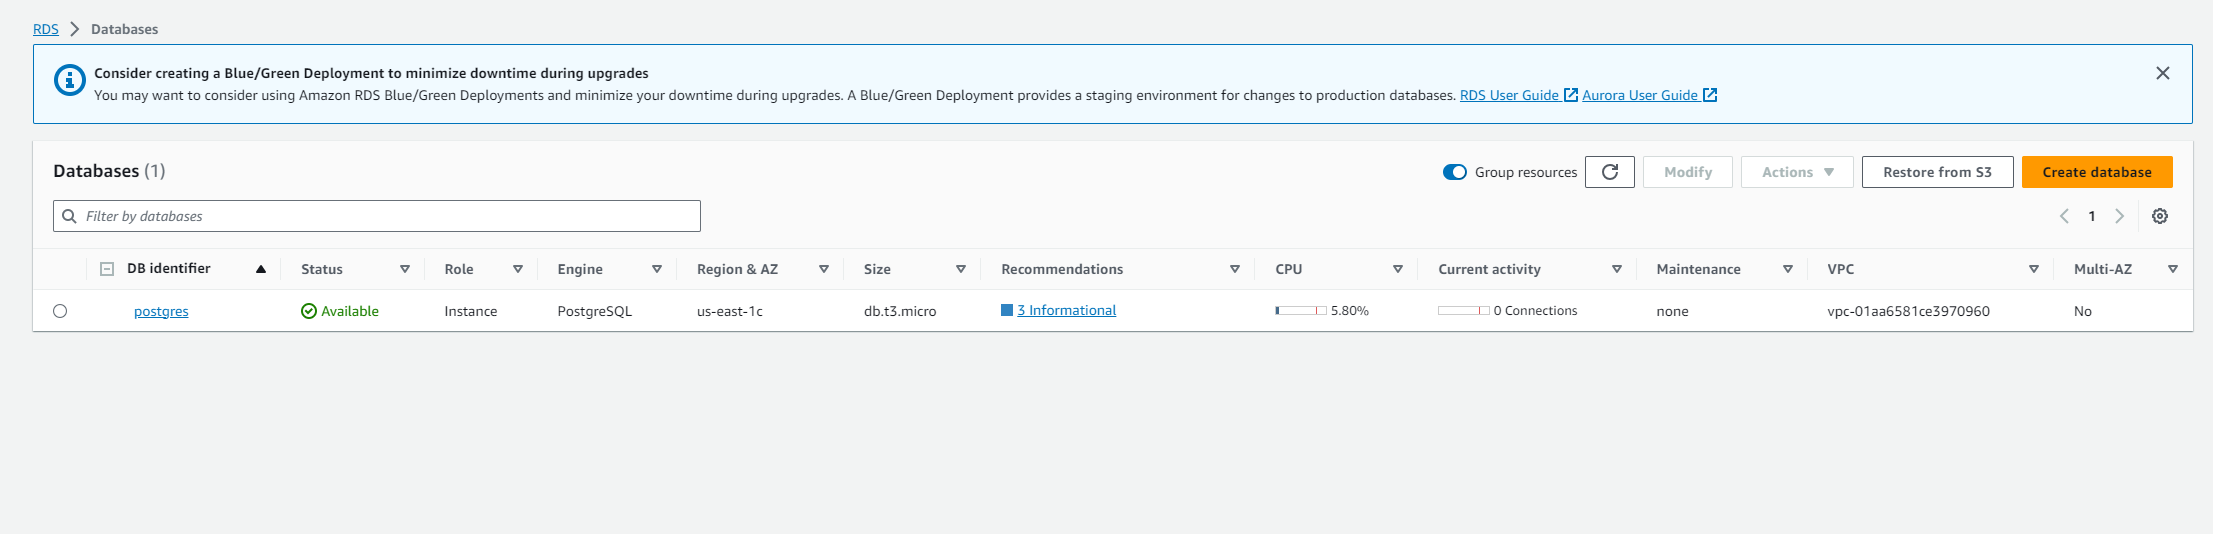 RDS > Databases
Consider creating a Blue/Green Deployment to minimize downtime during upgrades
You may want to consider using Amazon RDS Blue/Green Deployments and minimize your downtime during upgrades. A Blue/Green Deployment provides a staging environment for changes to production databases. RDS User Guide Aurora User Guide
Databases (1) Group resources Modify Actions Restore from S3 Create database
Filter by databases 1
DB identifier Status Role Engine Region & AZ Size Recommendations CPU Current activity Maintenance VPC Multi-AZ
postgres Available Instance PostgreSQL us-east-1c db.t3.micro 3 Informational 5.80% 0 Connections none vpc-01aa6581ce3970960 No